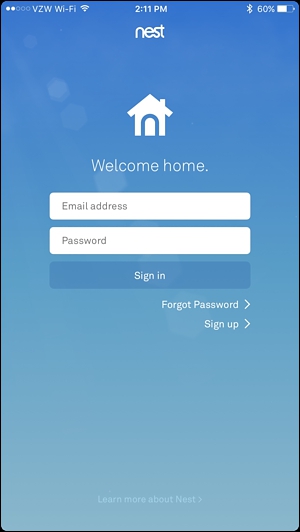 VZW Wi-Fi 2:11 PM 60%
nest
Welcome home.
Email address
Password
Sign in
Forgot Password >
Sign up >
Learn more about Nest >